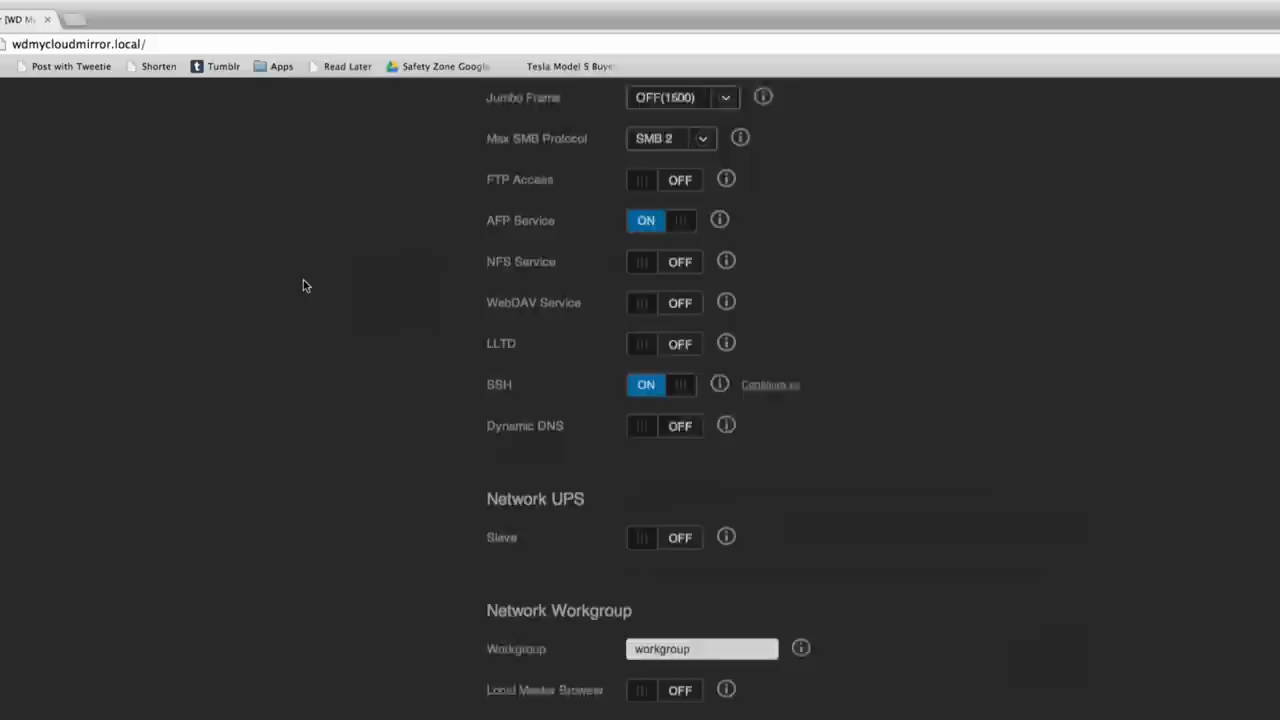 wdmycloudmirror.local/
Post with Tweetie Shorten Tumblr Apps Read Later Safety Zone Google Tesla Model S Buye
Jumbo Frame OFF(1500)
Max SMB Protocol SMB 2
FTP Access OFF
AFP Service ON
NFS Service OFF
WebDAV Service OFF
LLTD OFF
SSH ON
Dynamic DNS OFF
Network UPS
Slave OFF
Network Workgroup
Workgroup workgroup
Local Master Browser OFF